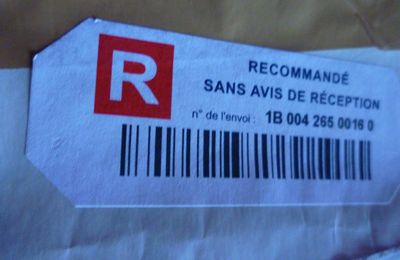 R
RECOMMANDÉ
SANS AVIS DE RÉCEPTION
n° de l'envoi : 1B 004 265 0016 0